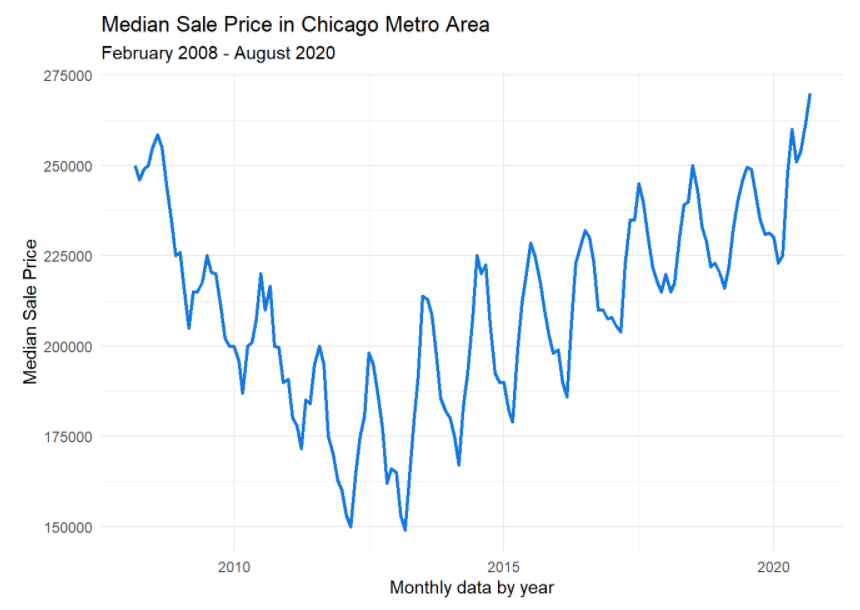 Median Sale Price in Chicago Metro Area
February 2008 - August 2020
275000
250000
225000
200000
175000
150000
Median Sale Price
2010
2015
2020
Monthly data by year